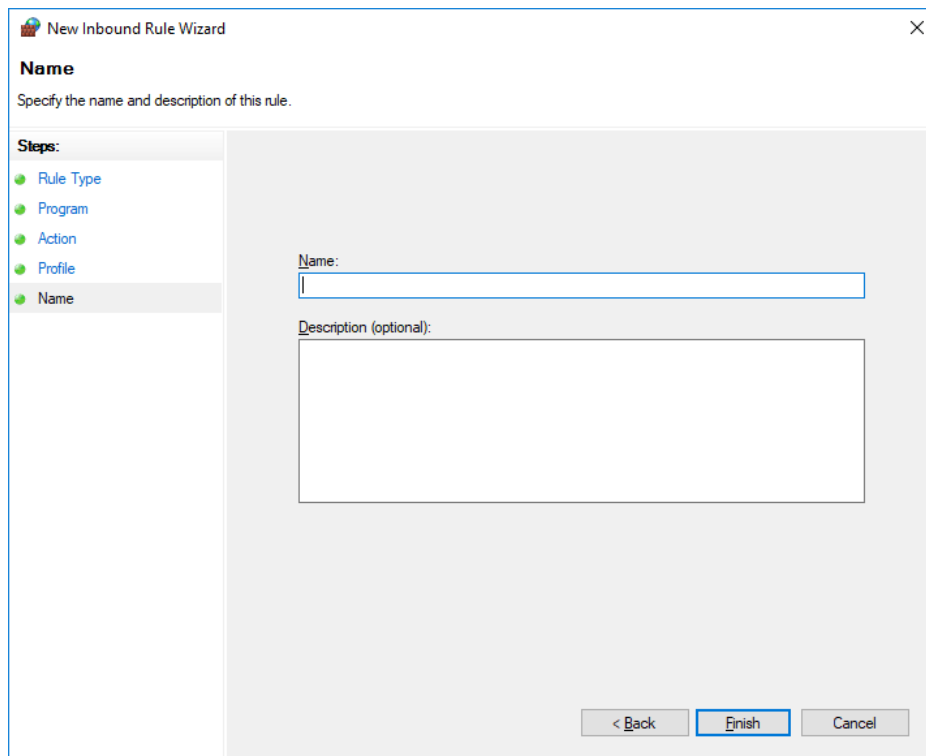 New Inbound Rule Wizard
Name
Specify the name and description of this rule.
Steps:
Rule Type
Program
Action
Profile
Name
Name:
Description (optional):
< Back
Finish
Cancel